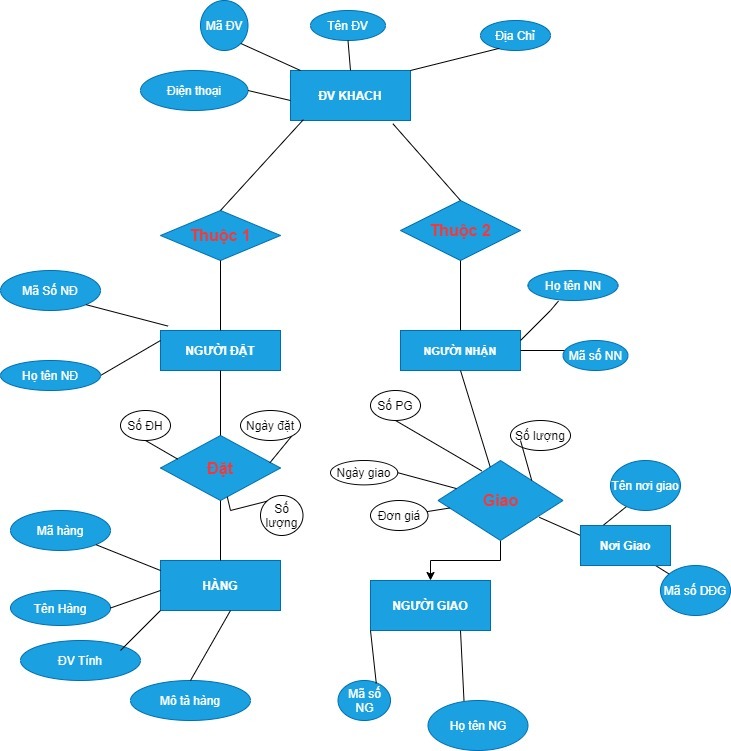 Mã ĐV
Tên ĐV
Địa Chỉ
Điện thoại
ĐV KHACH
Thuộc 1
Thuộc 2
Mã Số NĐ
Họ tên NN
NGƯỜI ĐẶT
NGƯỜI NHẬN
Mã số NN
Họ tên NĐ
Số PG
Số ĐH
Ngày đặt
Số lượng
Đặt
Ngày giao
Giao
Tên nơi giao
Số
lượng
Đơn giá
Mã hàng
Nơi Giao
HÀNG
Mã số DĐG
Tên Hàng
NGƯỜI GIAO
ĐV Tính
Mô tả hàng
Mã số
NG
Họ tên NG